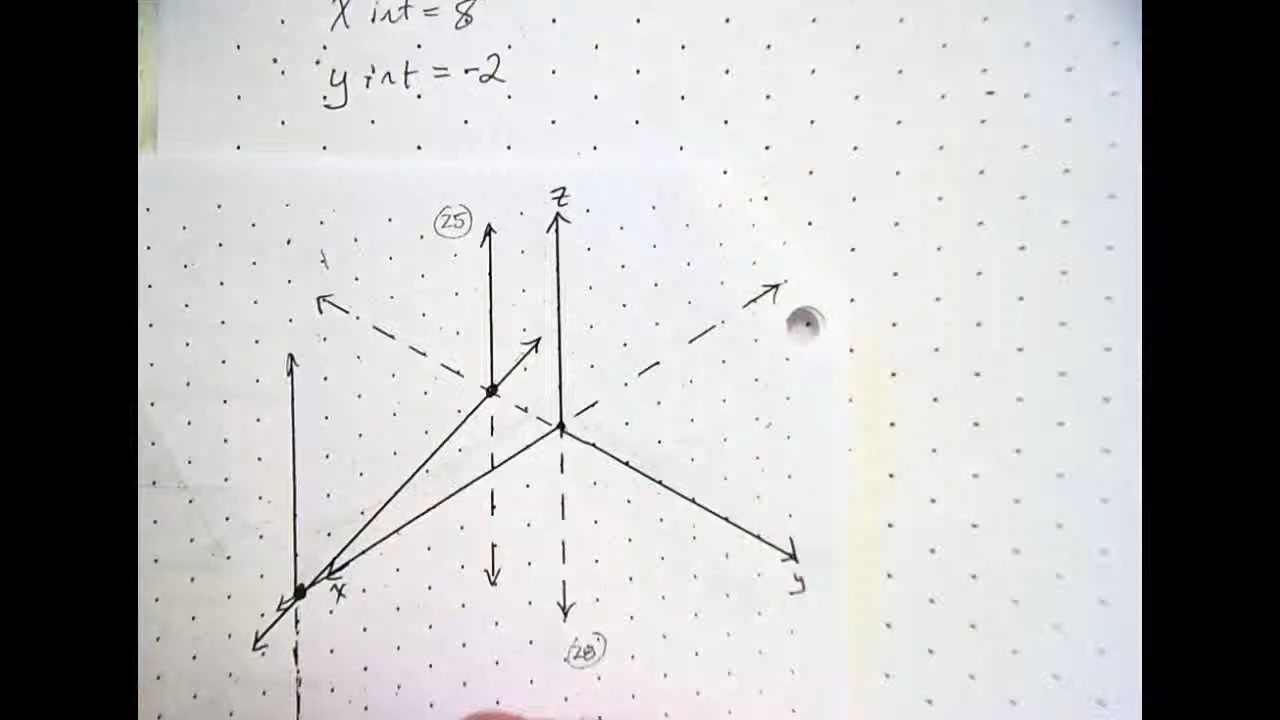 x int = 8
y int = -2
z
25
x
y
28